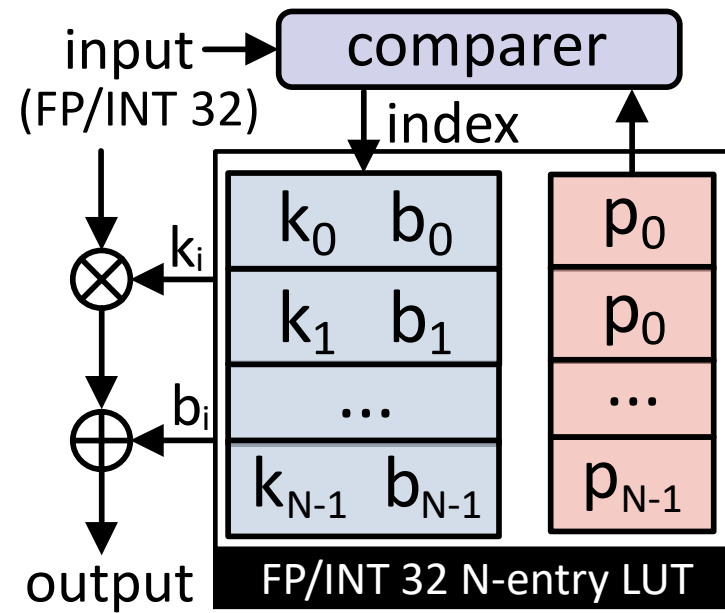 input
comparer
(FP/INT 32)
index
k0 b0
p0
ki
k1 b1
p0
...
...
bi
kN-1 bN-1
pN-1
output
FP/INT 32 N-entry LUT